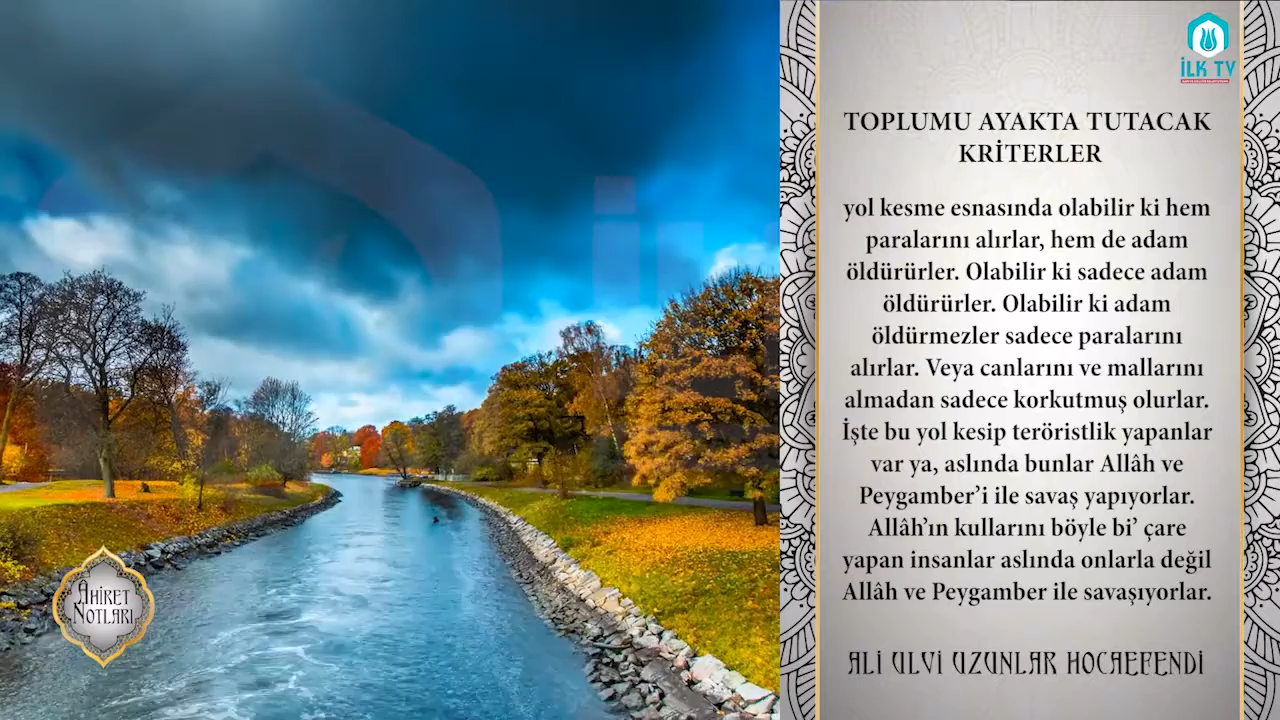 İLK TV
TOPLUMU AYAKTA TUTACAK
KRİTERLER
yol kesme esnasında olabilir ki hem
paralarını alırlar, hem de adam
öldürürler. Olabilir ki sadece adam
öldürürler. Olabilir ki adam
öldürmezler sadece paralarını
alırlar. Veya canlarını ve mallarını
almadan sadece korkutmuş olurlar.
İşte bu yol kesip teröristlik yapanlar
var ya, aslında bunlar Allâh ve
Peygamber’i ile savaş yapıyorlar.
Allâh’ın kullarını böyle bi’ çare
yapan insanlar aslında onlarla değil
Allâh ve Peygamber ile savaşıyorlar.
ALİ ULVİ UZUNLAR HOCAEFENDİ
AHİRET
NOTLARI